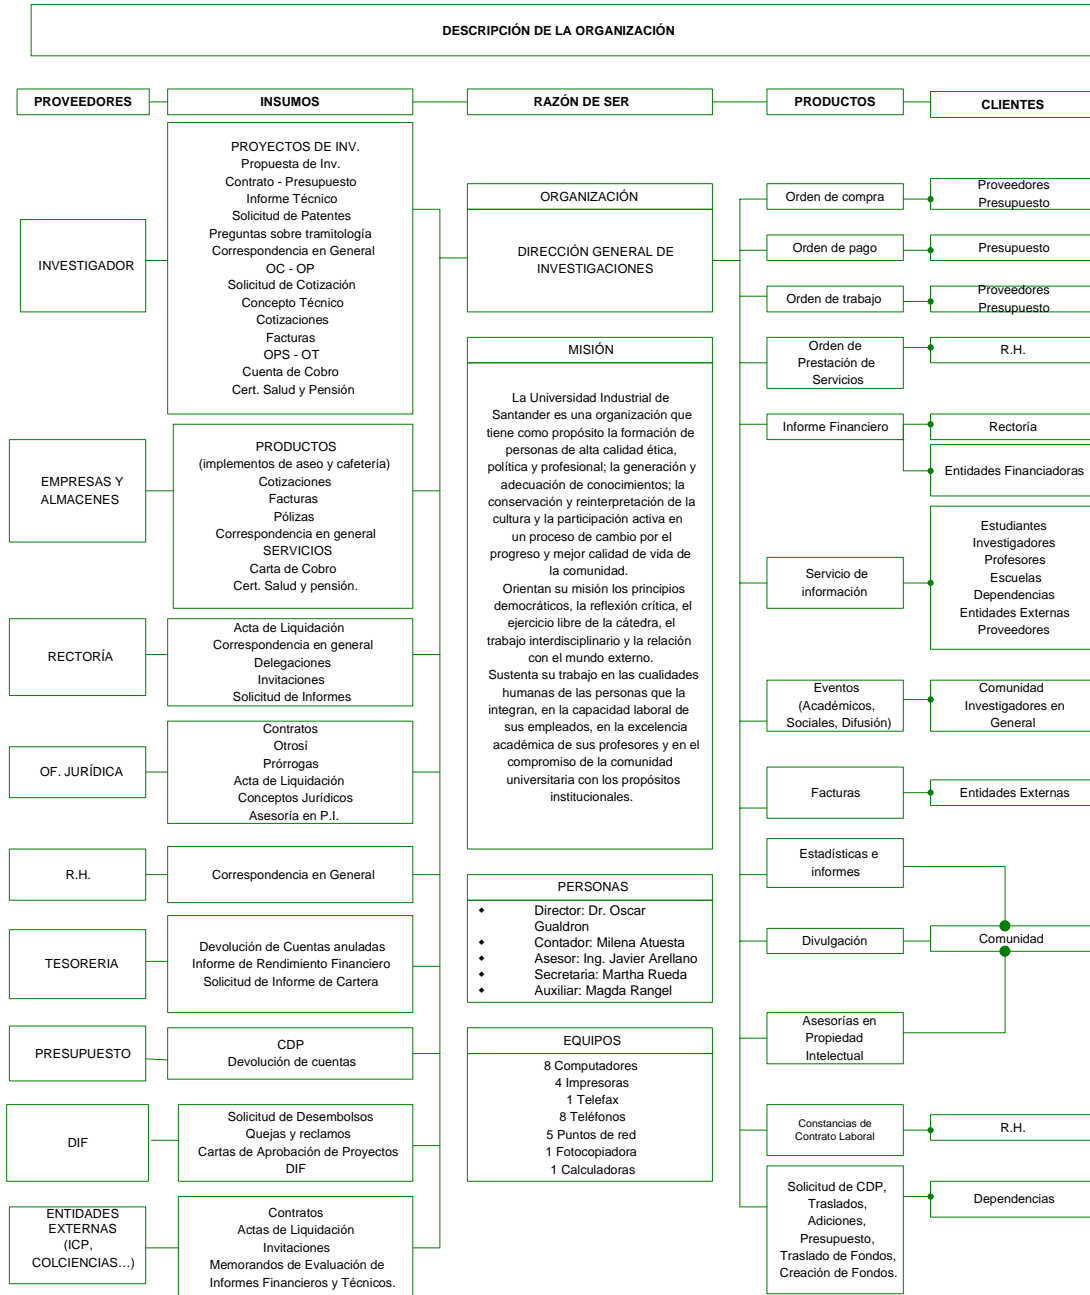 DESCRIPCIÓN DE LA ORGANIZACIÓN
PROVEEDORES
INSUMOS
RAZÓN DE SER
PRODUCTOS
CLIENTES
INVESTIGADOR
PROYECTOS DE INV.
Propuesta de Inv.
Contrato - Presupuesto
Informe Técnico
Solicitud de Patentes
Preguntas sobre tramitología
Correspondencia en General
OC - OP
Solicitud de Cotización
Concepto Técnico
Cotizaciones
Facturas
OPS - OT
Cuenta de Cobro
Cert. Salud y Pensión
EMPRESAS Y
ALMACENES
PRODUCTOS
(implementos de aseo y cafetería)
Cotizaciones
Facturas
Pólizas
Correspondencia en general
SERVICIOS
Carta de Cobro
Cert. Salud y pensión.
RECTORÍA
Acta de Liquidación
Correspondencia en general
Delegaciones
Invitaciones
Solicitud de Informes
OF. JURÍDICA
Contratos
Otrosí
Prórrogas
Acta de Liquidación
Conceptos Jurídicos
Asesoría en P.I.
R.H.
Correspondencia en General
TESORERIA
Devolución de Cuentas anuladas
Informe de Rendimiento Financiero
Solicitud de Informe de Cartera
PRESUPUESTO
CDP
Devolución de cuentas
DIF
Solicitud de Desembolsos
Quejas y reclamos
Cartas de Aprobación de Proyectos
DIF
ENTIDADES
EXTERNAS
(ICP,
COLCIENCIAS...)
Contratos
Actas de Liquidación
Invitaciones
Memorandos de Evaluación de
Informes Financieros y Técnicos.
ORGANIZACIÓN
DIRECCIÓN GENERAL DE
INVESTIGACIONES
MISIÓN
La Universidad Industrial de
Santander es una organización que
tiene como propósito la formación de
personas de alta calidad ética,
política y profesional; la generación y
adecuación de conocimientos; la
conservación y reinterpretación de la
cultura y la participación activa en
un proceso de cambio por el
progreso y mejor calidad de vida de
la comunidad.
Orientan su misión los principios
democráticos, la reflexión crítica, el
ejercicio libre de la cátedra, el
trabajo interdisciplinario y la relación
con el mundo externo.
Sustenta su trabajo en las cualidades
humanas de las personas que la
integran, en la capacidad laboral de
sus empleados, en la excelencia
académica de sus profesores y en el
compromiso de la comunidad
universitaria con los propósitos
institucionales.
PERSONAS
Director: Dr. Oscar
Gualdron
Contador: Milena Atuesta
Asesor: Ing. Javier Arellano
Secretaria: Martha Rueda
Auxiliar: Magda Rangel
EQUIPOS
8 Computadores
4 Impresoras
1 Telefax
8 Teléfonos
5 Puntos de red
1 Fotocopiadora
1 Calculadoras
Orden de compra
Proveedores
Presupuesto
Orden de pago
Presupuesto
Orden de trabajo
Proveedores
Presupuesto
Orden de
Prestación de
Servicios
R.H.
Informe Financiero
Rectoría
Entidades Financiadoras
Servicio de
información
Estudiantes
Investigadores
Profesores
Escuelas
Dependencias
Entidades Externas
Proveedores
Eventos
(Académicos,
Sociales, Difusión)
Comunidad
Investigadores en
General
Facturas
Entidades Externas
Estadísticas e
informes
Divulgación
Comunidad
Asesorías en
Propiedad
Intelectual
Constancias de
Contrato Laboral
R.H.
Solicitud de CDP,
Traslados,
Adiciones,
Presupuesto,
Traslado de Fondos,
Creación de Fondos.
Dependencias